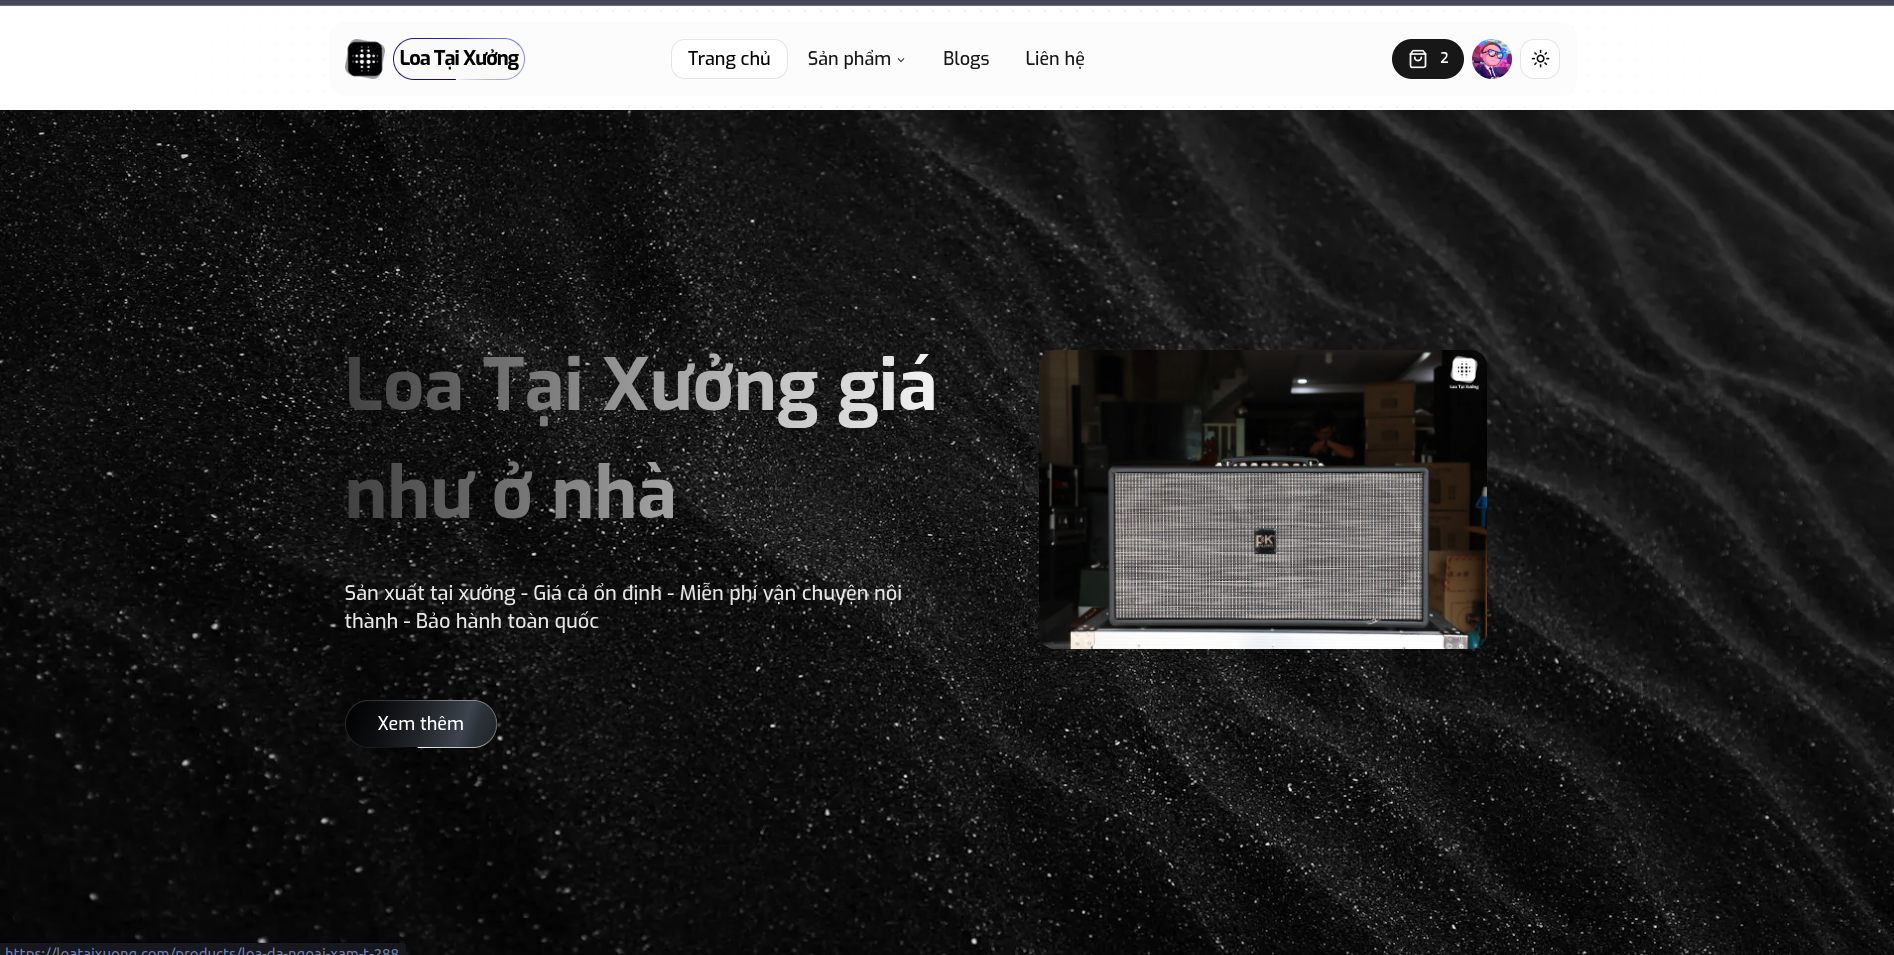 Loa Tại Xưởng
Trang chủ
Sản phẩm
Blogs
Liên hệ
2
Loa Tại Xưởng
Loa Tại Xưởng giá
như ở nhà
Sản xuất tại xưởng - Giá cả ổn định - Miễn phí vận chuyển nội
thành - Bảo hành toàn quốc
Xem thêm
https://loataixuong.com/products/loa-da-ngoai-xam-t-288